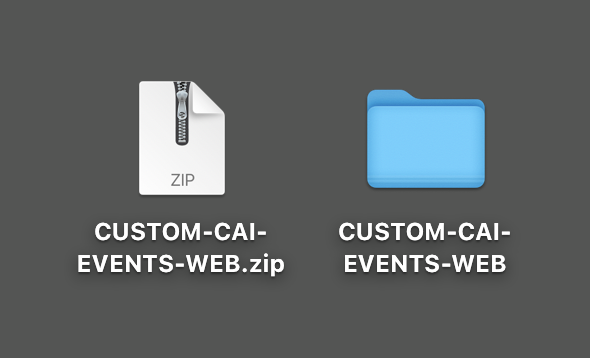 ZIP
CUSTOM-CAI-
EVENTS-WEB.zip
CUSTOM-CAI-
EVENTS-WEB